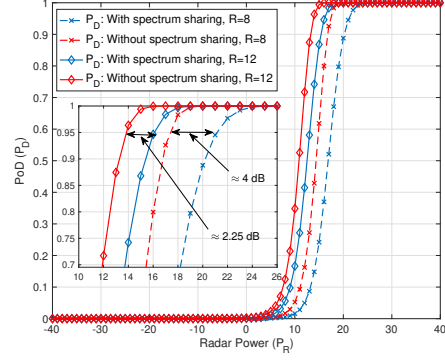 P_D: With spectrum sharing, R=8
P_D: Without spectrum sharing, R=8
P_D: With spectrum sharing, R=12
P_D: Without spectrum sharing, R=12
1
0.9
0.8
0.7
0.6
0.5
0.4
0.3
0.2
0.1
0
PoD (P_D)
1
0.95
0.9
0.85
0.8
0.75
0.7
≈ 4 dB
≈ 2.25 dB
10 12 14 16 18 20 22 24 26
-40 -30 -20 -10 0 10 20 30 40
Radar Power (P_R)